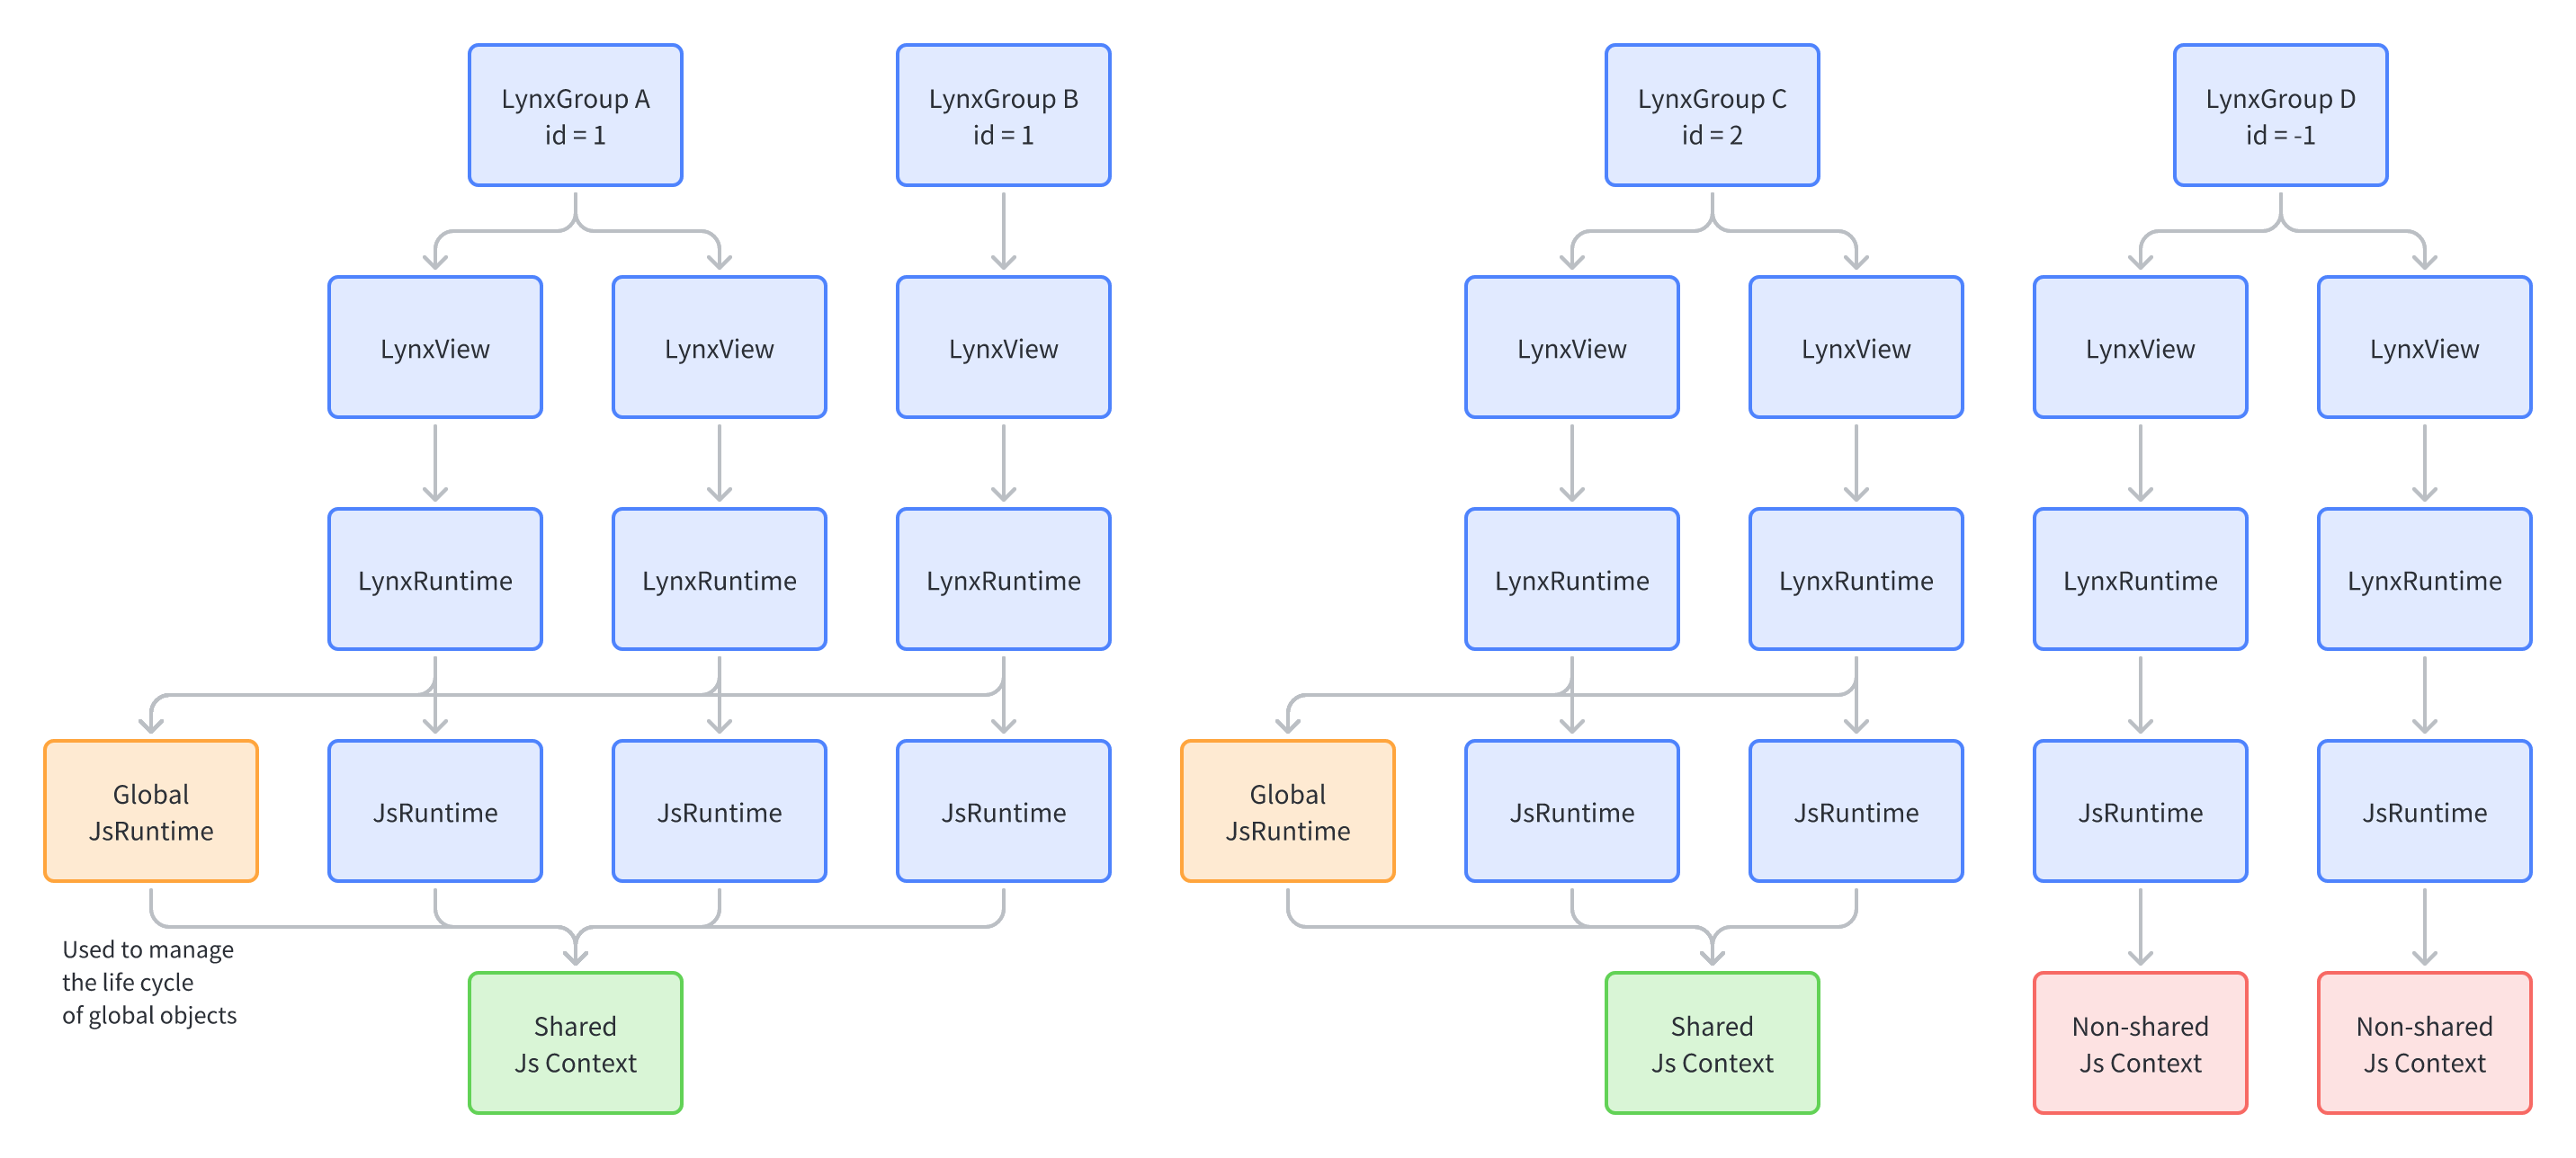 LynxGroup A
id = 1
LynxGroup B
id = 1
LynxGroup C
id = 2
LynxGroup D
id = -1
LynxView
LynxView
LynxView
LynxView
LynxView
LynxView
LynxView
LynxRuntime
LynxRuntime
LynxRuntime
LynxRuntime
LynxRuntime
LynxRuntime
LynxRuntime
Global
JsRuntime
JsRuntime
JsRuntime
JsRuntime
Global
JsRuntime
JsRuntime
JsRuntime
JsRuntime
JsRuntime
Used to manage
the life cycle
of global objects
Shared
Js Context
Shared
Js Context
Non-shared
Js Context
Non-shared
Js Context